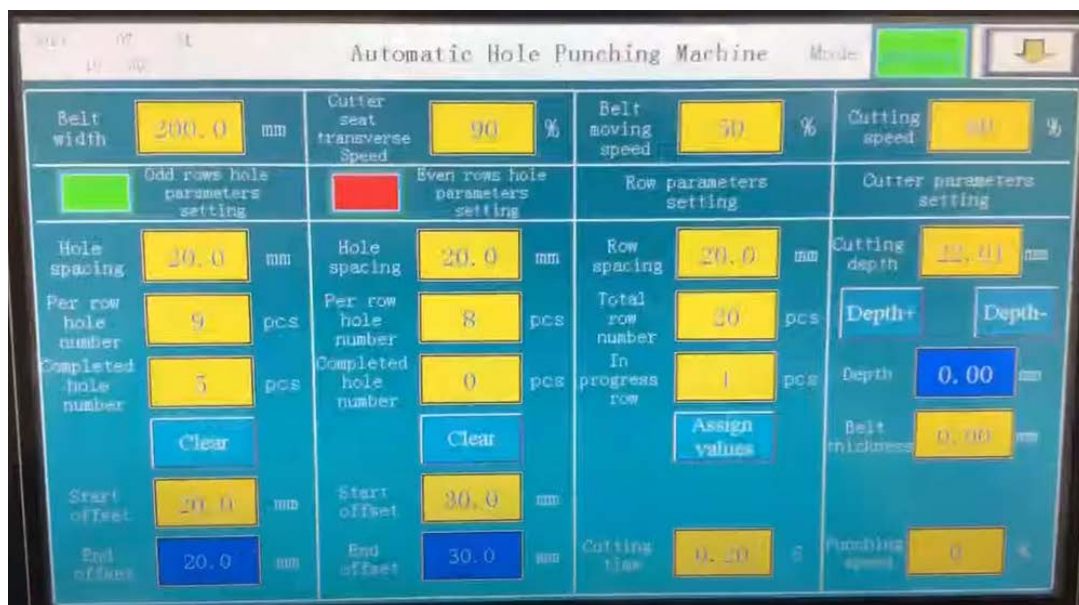 Automatic Hole Punching Machine Mode
Belt width 200.0 mm
Cutter seat transverse Speed 90 %
Belt moving speed 50 %
Cutting speed %
Odd rows hole parameters setting
Even rows hole parameters setting
Row parameters setting
Cutter parameters setting
Hole spacing 20.0 mm
Hole spacing 20.0 mm
Row spacing 20.0 mm
Cutting depth mm
Per row hole number 9 pcs
Per row hole number 8 pcs
Total row number 20 pcs
Depth+ Depth-
Completed hole number 5 pcs
Completed hole number 0 pcs
In progress row 1 pcs
Depth 0.00 mm
Clear
Clear
Assign values
Belt thickness 0.00 mm
Start offset 20.0 mm
Start offset 30.0 mm
End offset 20.0 mm
End offset 30.0 mm
Cutting time 0.20 S
Punching speed 0 %